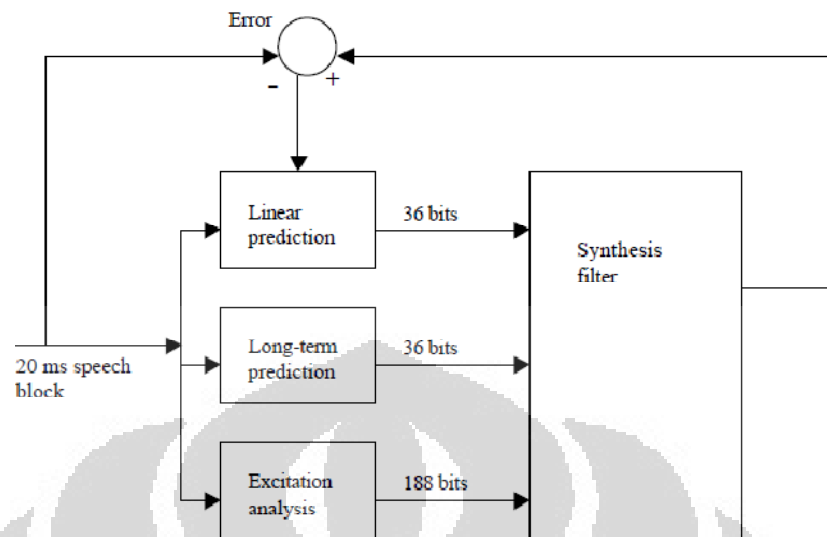 Error
-
+
Linear
prediction
36 bits
Synthesis
filter
Long-term
prediction
36 bits
20 ms speech
block
Excitation
analysis
188 bits